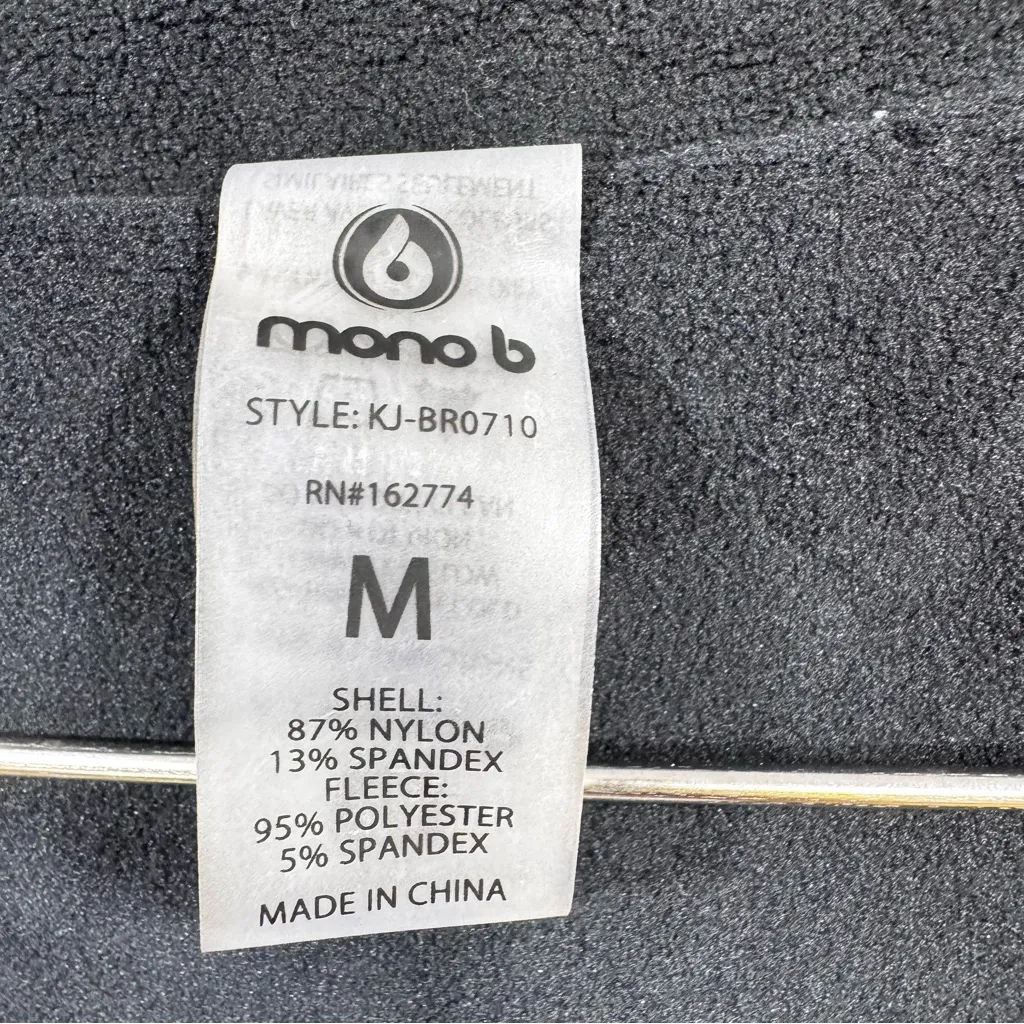 mono b
STYLE: KJ-BR0710
RN#162774
M
SHELL:
87% NYLON
13% SPANDEX
FLEECE:
95% POLYESTER
5% SPANDEX
MADE IN CHINA